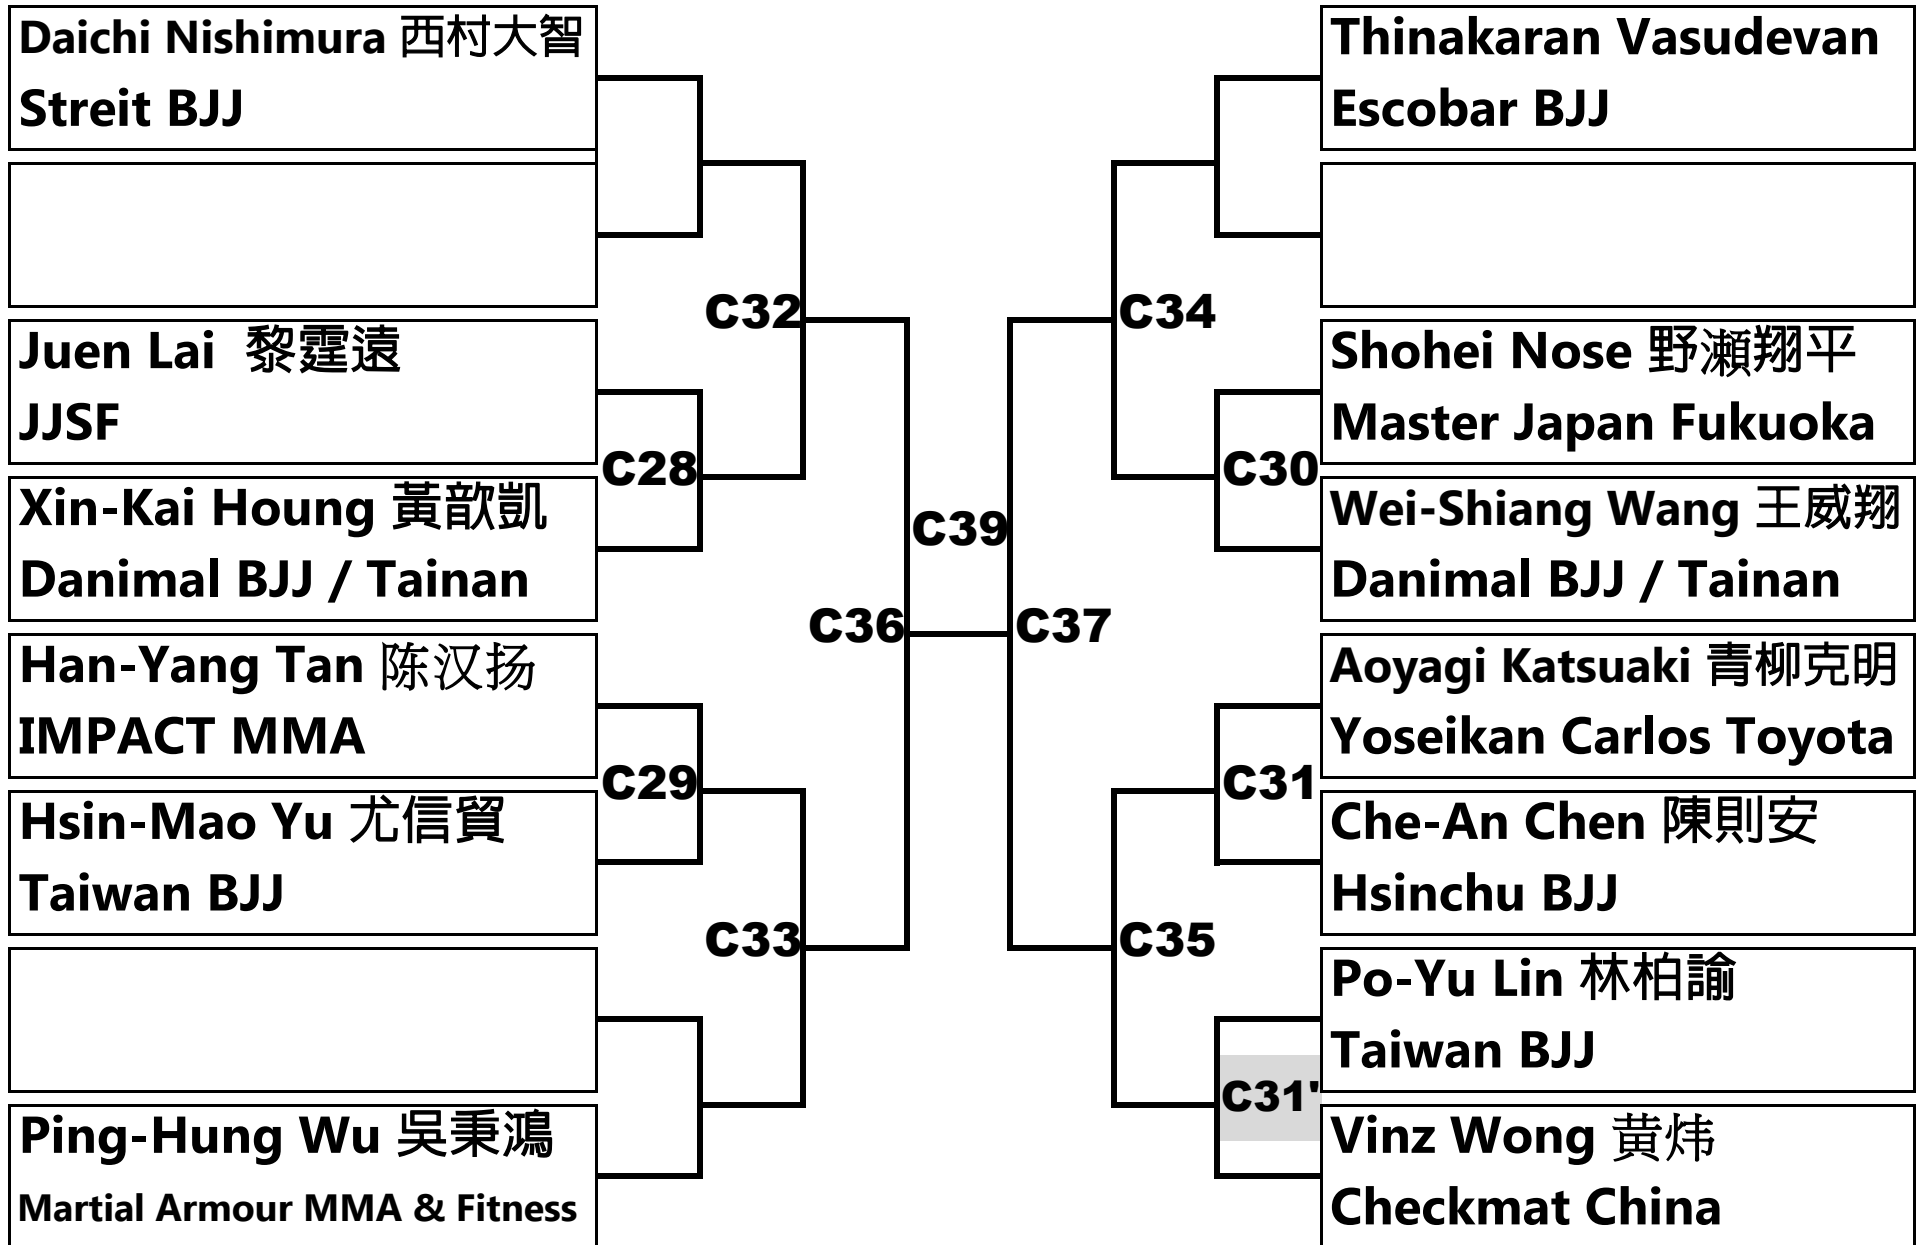 Daichi Nishimura 西村大智
Streit BJJ
Juen Lai 黎霆遠
JJSF
Xin-Kai Houng 黃歆凱
Danimal BJJ / Tainan
Han-Yang Tan 陈汉扬
IMPACT MMA
Hsin-Mao Yu 尤信貿
Taiwan BJJ
Ping-Hung Wu 吳秉鴻
Martial Armour MMA & Fitness
C32
C28
C29
C33
C36
C39
C37
C34
C30
C31
C35
C31'
Thinakaran Vasudevan
Escobar BJJ
Shohei Nose 野瀬翔平
Master Japan Fukuoka
Wei-Shiang Wang 王威翔
Danimal BJJ / Tainan
Aoyagi Katsuaki 青柳克明
Yoseikan Carlos Toyota
Che-An Chen 陳則安
Hsinchu BJJ
Po-Yu Lin 林柏諭
Taiwan BJJ
Vinz Wong 黄炜
Checkmat China